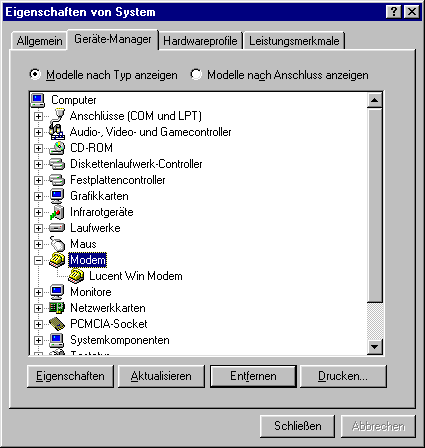 Eigenschaften von System
Allgemein Geräte-Manager Hardwareprofile Leistungsmerkmale
Modelle nach Typ anzeigen Modelle nach Anschluss anzeigen
Computer
Anschlüsse (COM und LPT)
Audio-, Video- und Gamecontroller
CD-ROM
Diskettenlaufwerk-Controller
Festplattencontroller
Grafikkarten
Infrarotgeräte
Laufwerke
Maus
Modem
Lucent Win Modem
Monitore
Netzwerkkarten
PCMCIA-Socket
Systemkomponenten
Eigenschaften Aktualisieren Entfernen Drucken...
Schließen Abbrechen